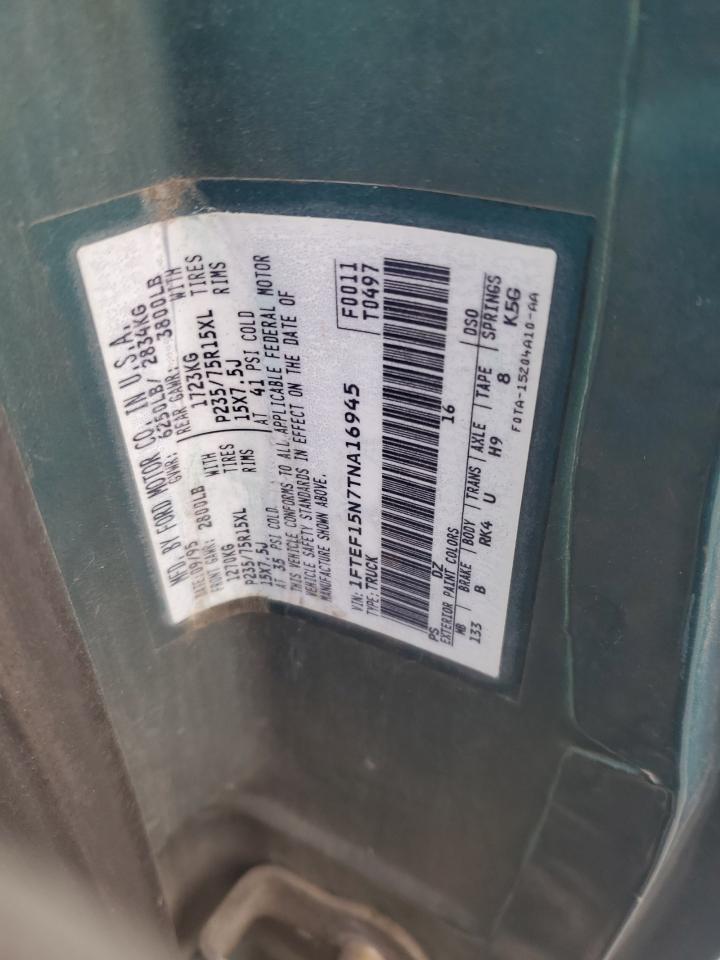 MFD. BY FORD MOTOR CO. IN U.S.A.
DATE: 09/95 GVWR: 6250LB/ 2834KG
FRONT GAWR: 2800LB REAR GAWR: 3800LB
1270KG WITH 1723KG WITH
P235/75R15XL TIRES P235/75R15XL TIRES
15X7.5J RIMS 15X7.5J RIMS
AT 35 PSI COLD AT 41 PSI COLD
THIS VEHICLE CONFORMS TO ALL APPLICABLE FEDERAL MOTOR
VEHICLE SAFETY STANDARDS IN EFFECT ON THE DATE OF
MANUFACTURE SHOWN ABOVE.
VIN: 1FTEF15N7TNA16945 F0011
TYPE: TRUCK T0497
PS DZ 16
EXTERIOR PAINT COLORS DSO
WB BRAKE BODY TRANS AXLE TAPE SPRINGS
133 B RK4 U H9 8 K5G
F0TA-15204A10-AA